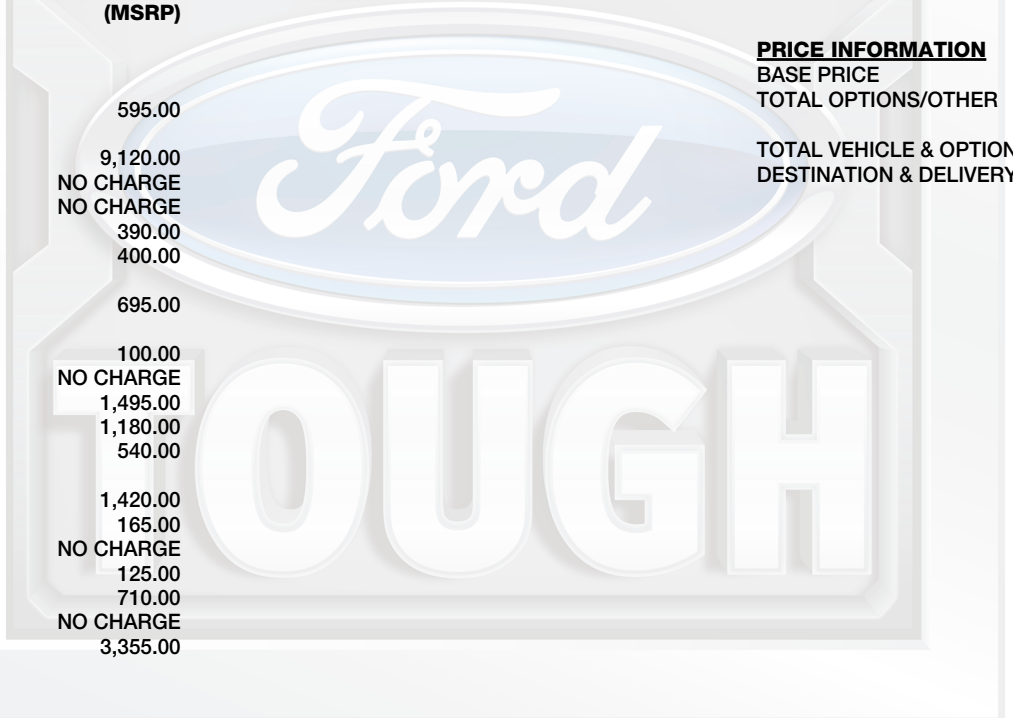 (MSRP)
595.00
9,120.00
NO CHARGE
NO CHARGE
390.00
400.00
695.00
100.00
NO CHARGE
1,495.00
1,180.00
540.00
1,420.00
165.00
NO CHARGE
125.00
710.00
NO CHARGE
3,355.00
PRICE INFORMATION
BASE PRICE
TOTAL OPTIONS/OTHER
TOTAL VEHICLE & OPTION
DESTINATION & DELIVERY
Ford
TOUGH